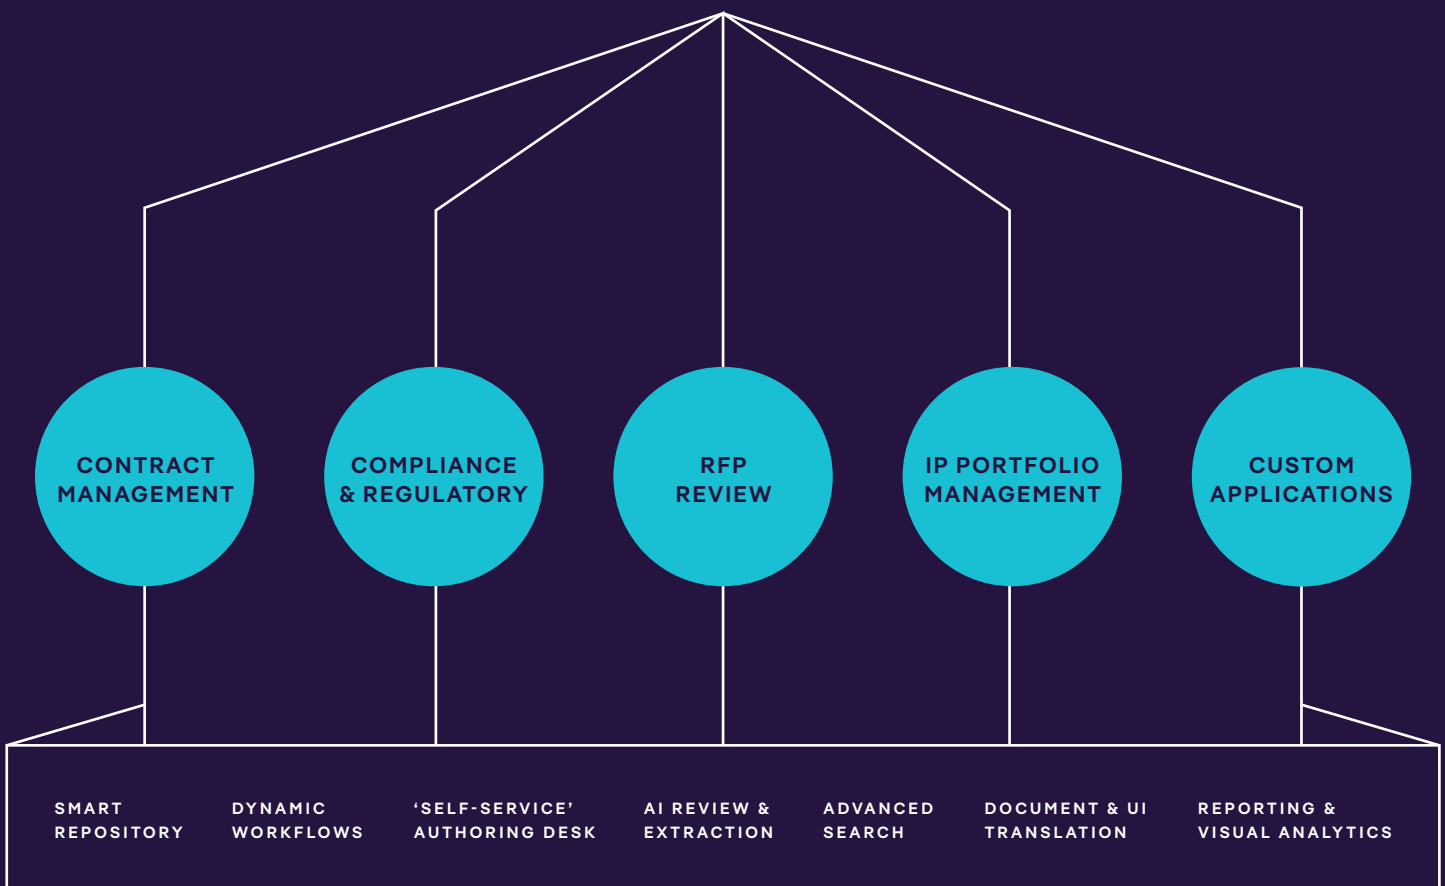 CONTRACT
MANAGEMENT
COMPLIANCE
& REGULATORY
RFP
REVIEW
IP PORTFOLIO
MANAGEMENT
CUSTOM
APPLICATIONS
SMART
REPOSITORY
DYNAMIC
WORKFLOWS
‘SELF-SERVICE’
AUTHORING DESK
AI REVIEW &
EXTRACTION
ADVANCED
SEARCH
DOCUMENT & UI
TRANSLATION
REPORTING &
VISUAL ANALYTICS